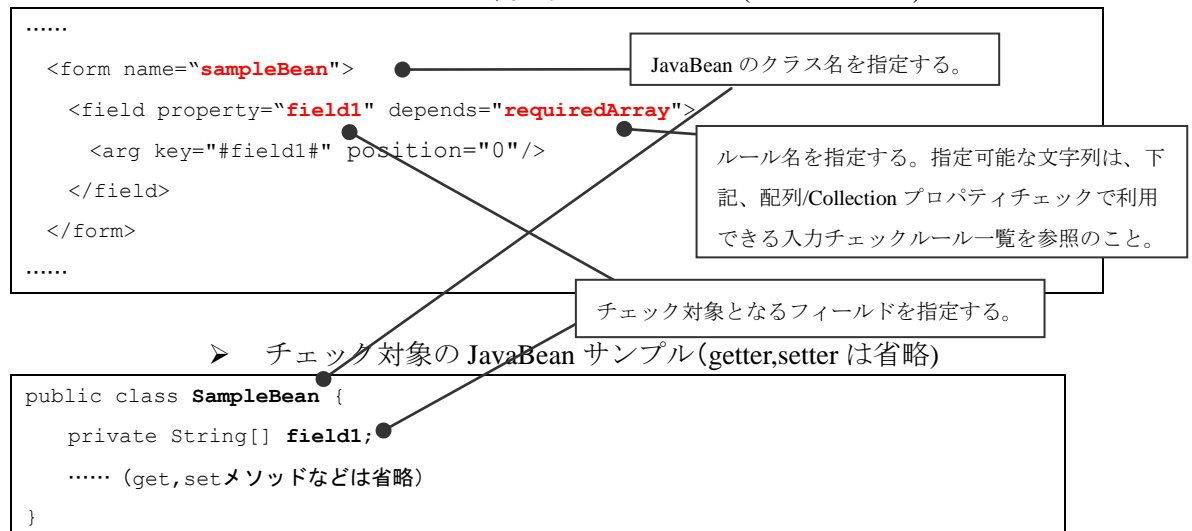 ……
<form name=“sampleBean">
JavaBean のクラス名を指定する。
<field property=“field1" depends="requiredArray">
<arg key="#field1#" position="0"/>
ルール名を指定する。指定可能な文字列は、下
記、配列/Collection プロパティチェックで利用
できる入力チェックルール一覧を参照のこと。
</field>
</form>
……
チェック対象となるフィールドを指定する。
➢ チェック対象の JavaBean サンプル(getter,setter は省略)
public class SampleBean {
private String[] field1;
…… (get,setメソッドなどは省略)
}